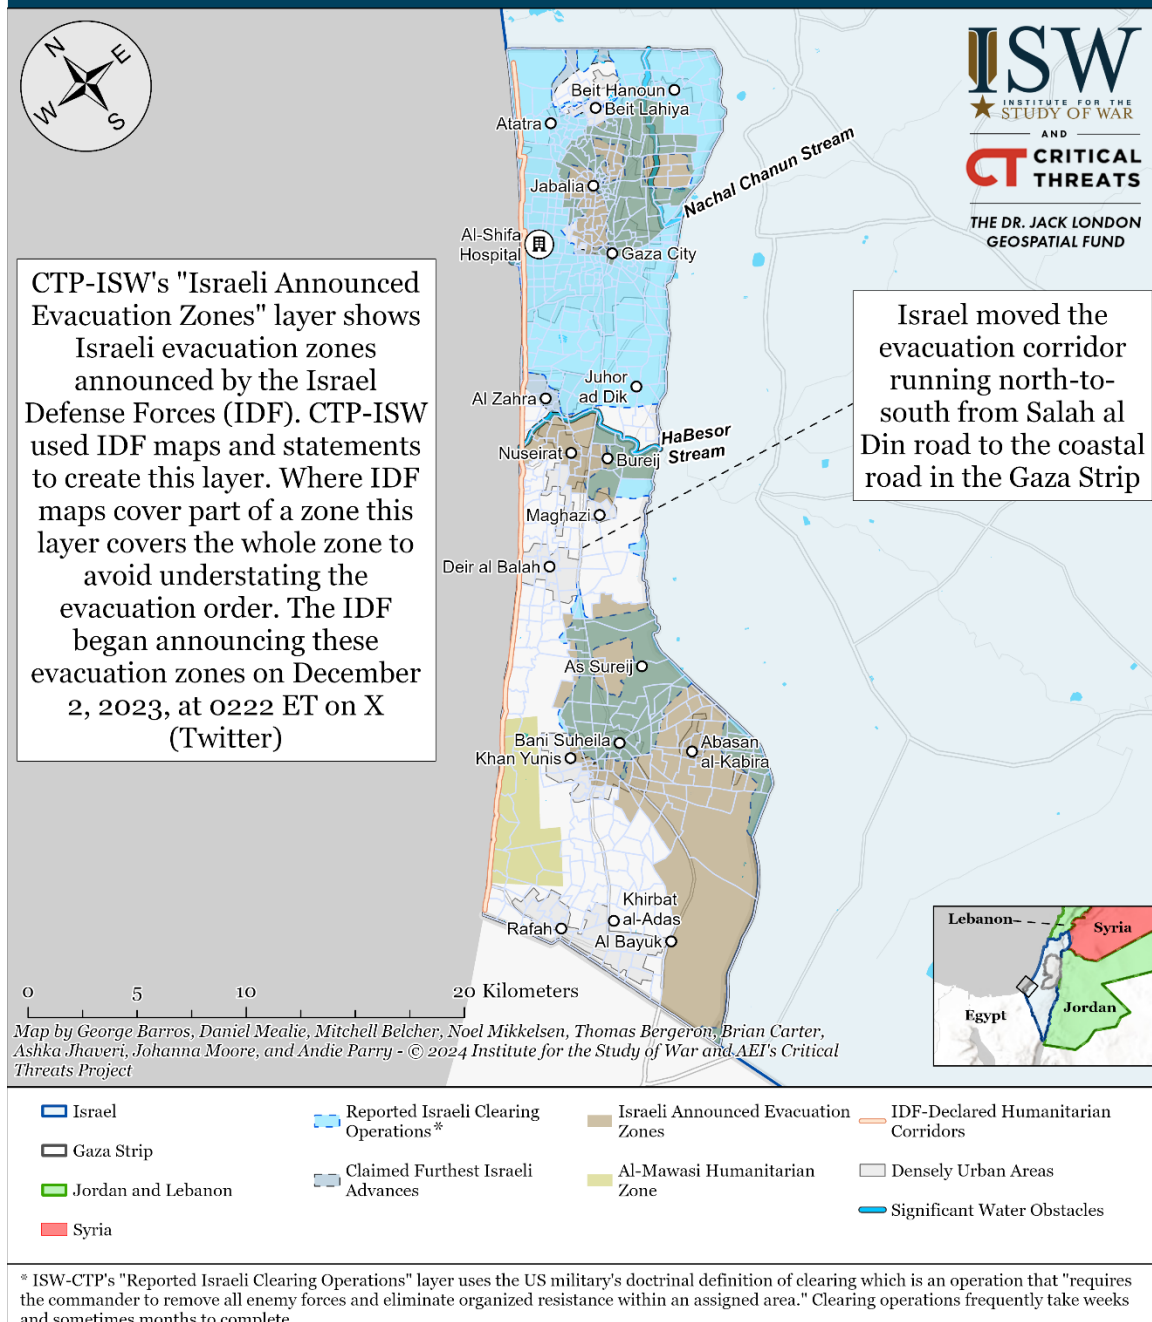 N
E
W
S
ISW
INSTITUTE FOR THE
STUDY OF WAR
AND
CT CRITICAL
THREATS
THE DR. JACK LONDON
GEOSPATIAL FUND
Beit Hanoun
Beit Lahiya
Atatra
Nachal Chanun Stream
Jabalia
Al-Shifa
Hospital
Gaza City
CTP-ISW's "Israeli Announced
Evacuation Zones" layer shows
Israeli evacuation zones
announced by the Israel
Defense Forces (IDF). CTP-ISW
used IDF maps and statements
to create this layer. Where IDF
maps cover part of a zone this
layer covers the whole zone to
avoid understating the
evacuation order. The IDF
began announcing these
evacuation zones on December
2, 2023, at 0222 ET on X
(Twitter)
Israel moved the
evacuation corridor
running north-to-
south from Salah al
Din road to the coastal
road in the Gaza Strip
Juhor
ad Dik
Al Zahra
HaBesor
Stream
Nuseirat
Bureij
Maghazi
Deir al Balah
As Sureij
Bani Suheila
Khan Yunis
Abasan
al-Kabira
Khirbat
al-Adas
Rafah
Al Bayuk
Lebanon
Syria
Jordan
Egypt
0 5 10 20 Kilometers
Map by George Barros, Daniel Mealie, Mitchell Belcher, Noel Mikkelsen, Thomas Bergeron, Brian Carter,
Ashka Jhaveri, Johanna Moore, and Andie Parry - © 2024 Institute for the Study of War and AEI's Critical
Threats Project
Israel
Gaza Strip
Jordan and Lebanon
Syria
Reported Israeli Clearing
Operations*
Claimed Furthest Israeli
Advances
Israeli Announced Evacuation
Zones
Al-Mawasi Humanitarian
Zone
IDF-Declared Humanitarian
Corridors
Densely Urban Areas
Significant Water Obstacles
* ISW-CTP's "Reported Israeli Clearing Operations" layer uses the US military's doctrinal definition of clearing which is an operation that "requires
the commander to remove all enemy forces and eliminate organized resistance within an assigned area." Clearing operations frequently take weeks
and sometimes months to complete.